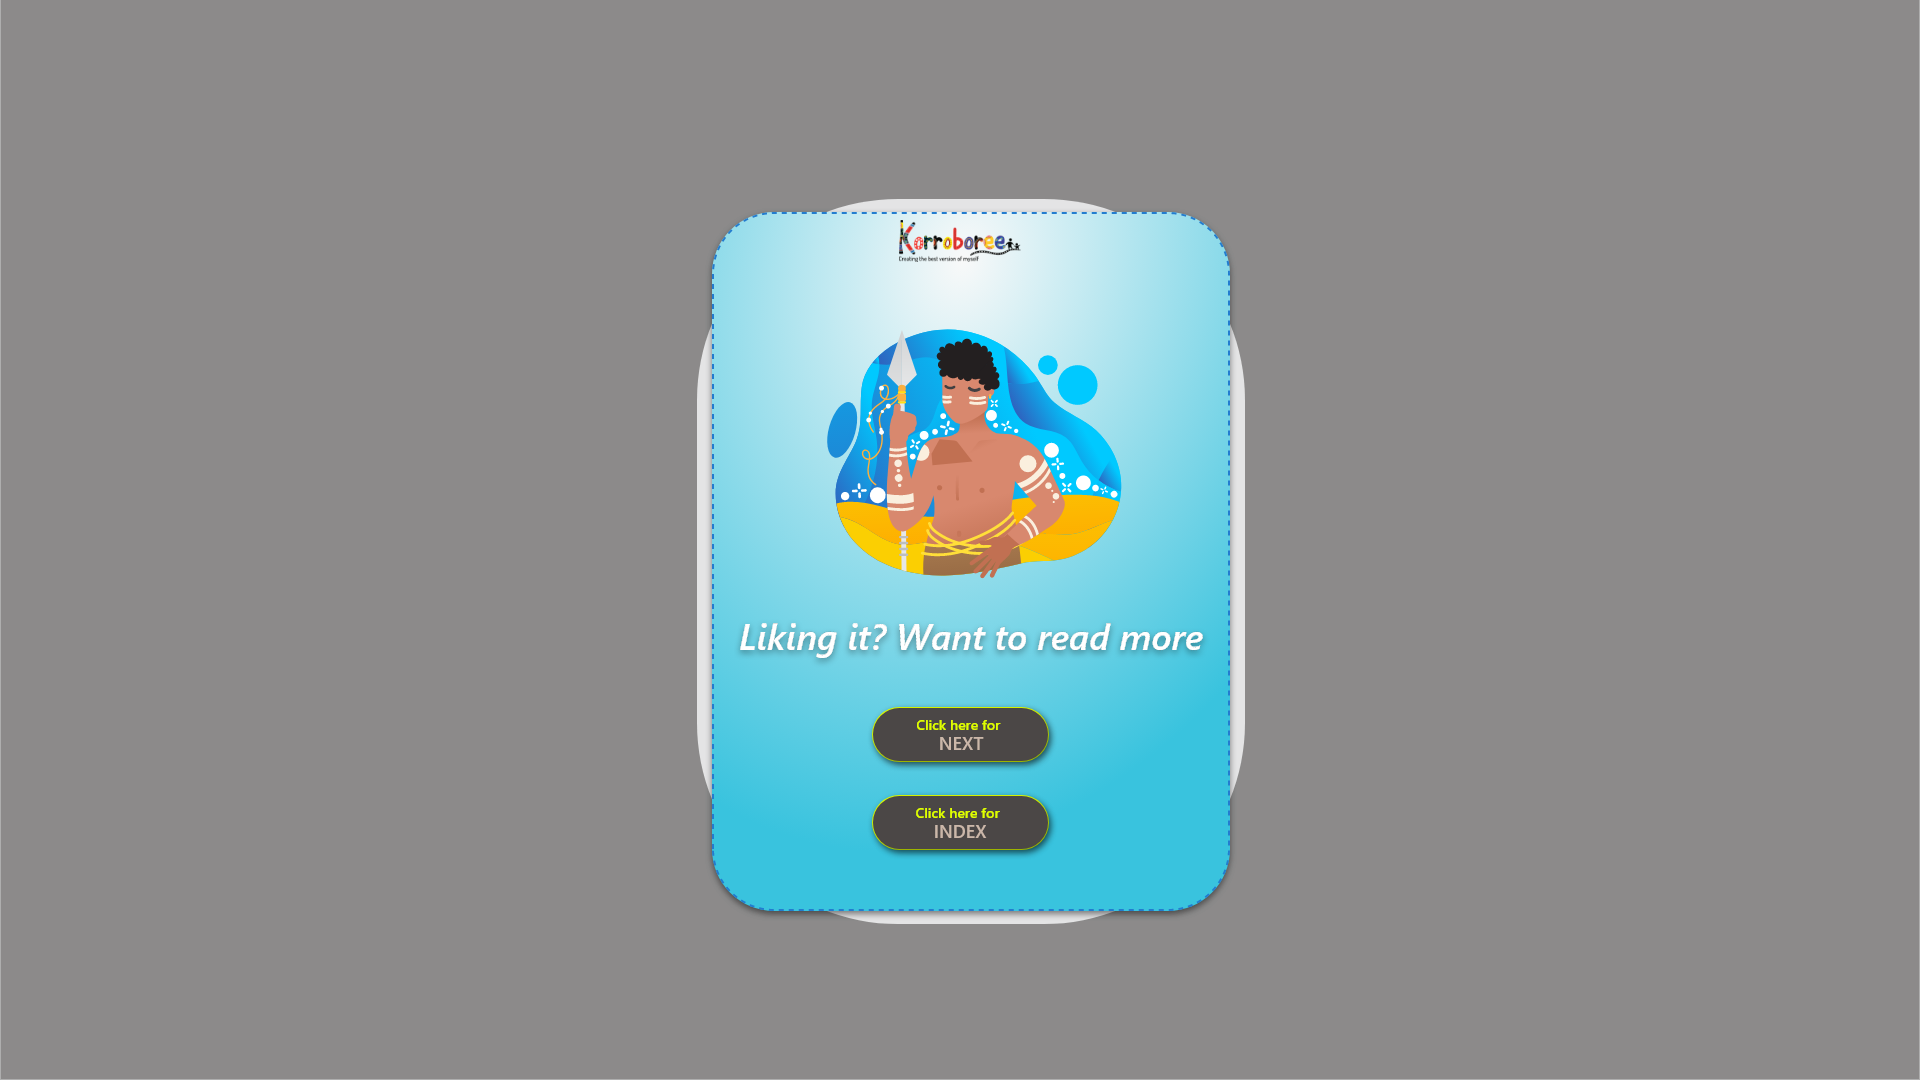 Korroboree
Creating the best version of myself
Liking it? Want to read more
Click here for
NEXT
Click here for
INDEX